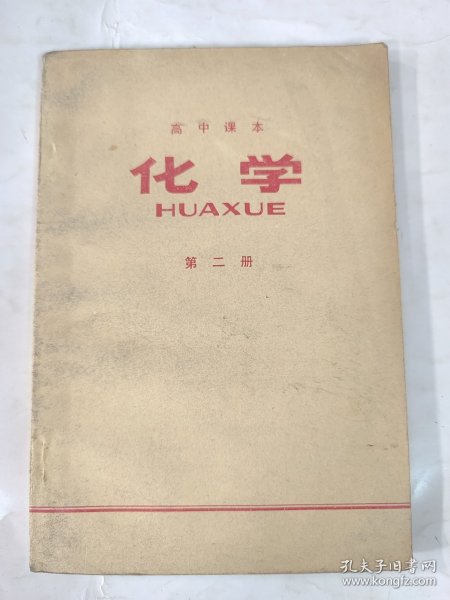 高中课本
化学
HUAXUE
第二册
孔夫子旧书网
www.kongfz.com